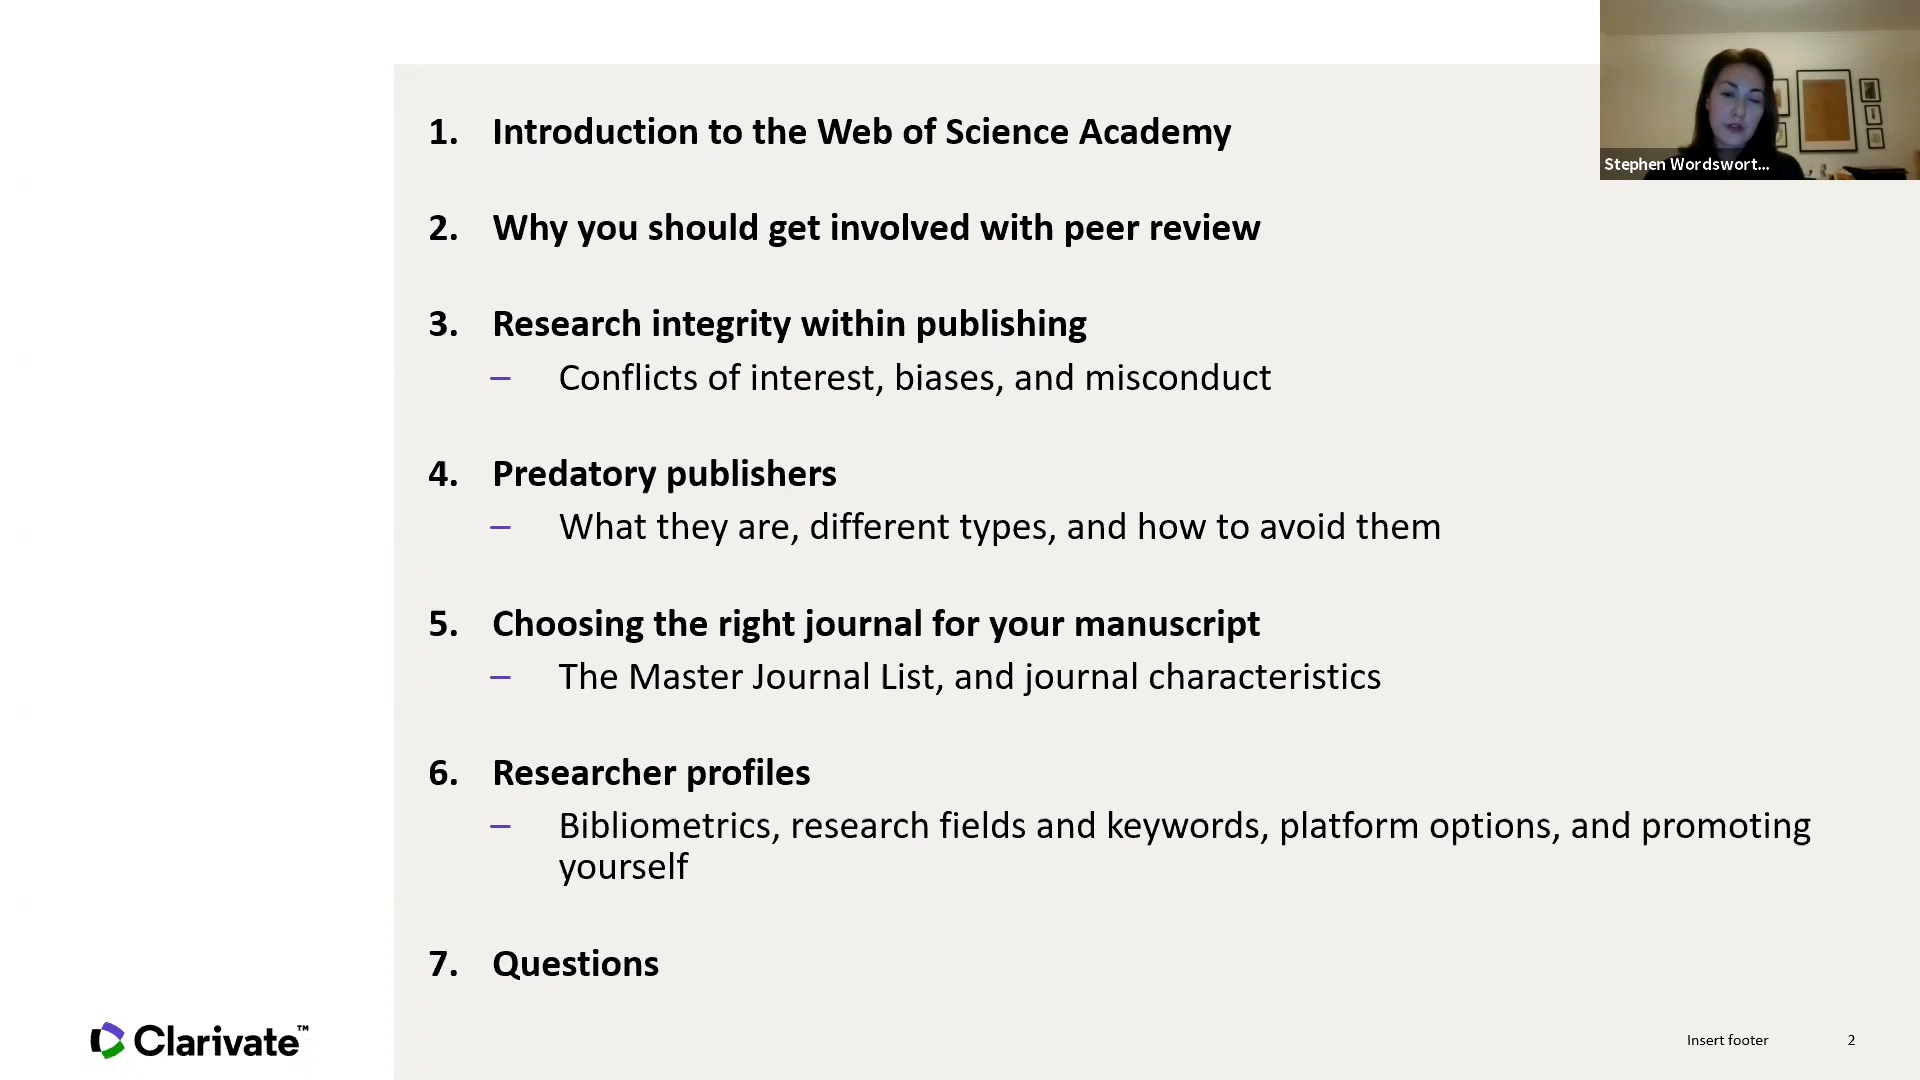 1. Introduction to the Web of Science Academy
Stephen Wordswort...
2. Why you should get involved with peer review
3. Research integrity within publishing
– Conflicts of interest, biases, and misconduct
4. Predatory publishers
– What they are, different types, and how to avoid them
5. Choosing the right journal for your manuscript
– The Master Journal List, and journal characteristics
6. Researcher profiles
– Bibliometrics, research fields and keywords, platform options, and promoting
yourself
7. Questions
Clarivate™
Insert footer 2